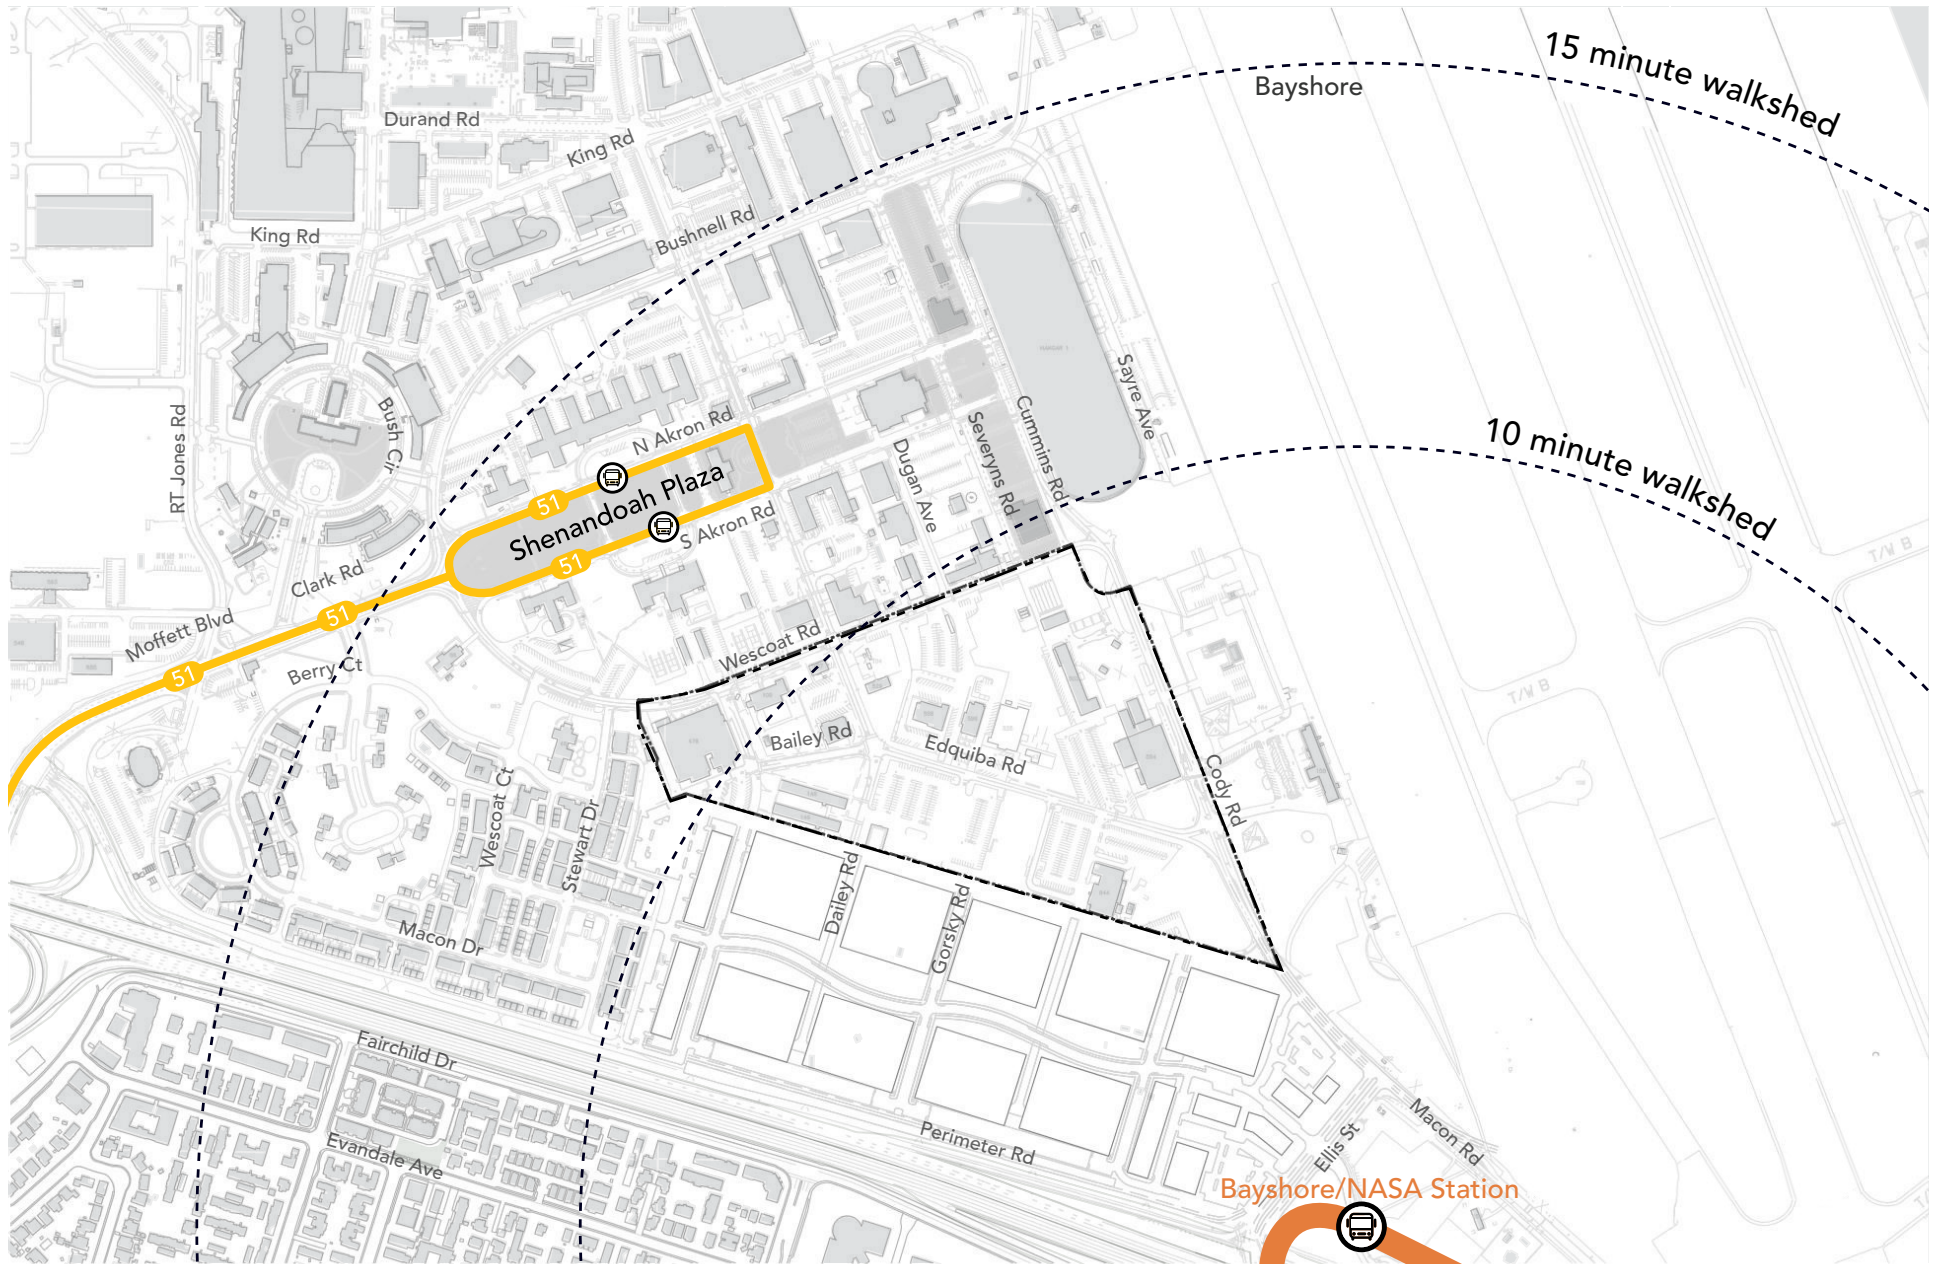 15 minute walkshed
Bayshore
Durand Rd
King Rd
King Rd
Bushnell Rd
RT Jones Rd
Bush Cir
N Akron Rd
Shenandoah Plaza
S Akron Rd
51
51
51
51
Dugan Ave
Severyns Rd
Cummins Rd
Sayre Ave
10 minute walkshed
T/W B
T/W B
Clark Rd
Moffett Blvd
Berry Ct
Wescoat Rd
Bailey Rd
Edquiba Rd
Cody Rd
Wescoat Ct
Stewart Dr
Dailey Rd
Gorsky Rd
Macon Dr
Fairchild Dr
Evandale Ave
Perimeter Rd
Ellis St
Macon Rd
Bayshore/NASA Station